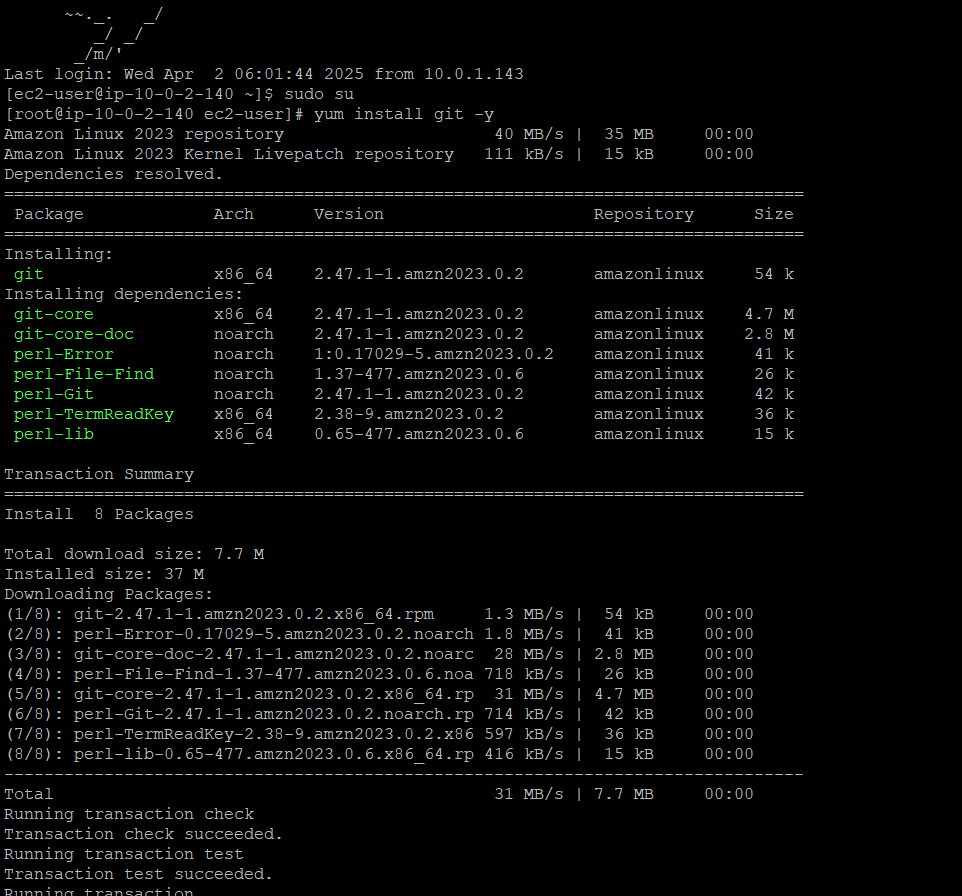 ~~._.   _/
_/ _/
_/m/'
Last login: Wed Apr  2 06:01:44 2025 from 10.0.1.143
[ec2-user@ip-10-0-2-140 ~]$ sudo su
[root@ip-10-0-2-140 ec2-user]# yum install git -y
Amazon Linux 2023 repository                     40 MB/s |  35 MB     00:00
Amazon Linux 2023 Kernel Livepatch repository   111 kB/s |  15 kB     00:00
Dependencies resolved.
================================================================================
 Package             Arch      Version                     Repository      Size
================================================================================
Installing:
 git                 x86_64    2.47.1-1.amzn2023.0.2       amazonlinux     54 k
Installing dependencies:
 git-core            x86_64    2.47.1-1.amzn2023.0.2       amazonlinux    4.7 M
 git-core-doc        noarch    2.47.1-1.amzn2023.0.2       amazonlinux    2.8 M
 perl-Error          noarch    1:0.17029-5.amzn2023.0.2    amazonlinux     41 k
 perl-File-Find      noarch    1.37-477.amzn2023.0.6       amazonlinux     26 k
 perl-Git            noarch    2.47.1-1.amzn2023.0.2       amazonlinux     42 k
 perl-TermReadKey    x86_64    2.38-9.amzn2023.0.2         amazonlinux     36 k
 perl-lib            x86_64    0.65-477.amzn2023.0.6       amazonlinux     15 k
Transaction Summary
================================================================================
Install  8 Packages
Total download size: 7.7 M
Installed size: 37 M
Downloading Packages:
(1/8): git-2.47.1-1.amzn2023.0.2.x86_64.rpm     1.3 MB/s |  54 kB     00:00
(2/8): perl-Error-0.17029-5.amzn2023.0.2.noarch 1.8 MB/s |  41 kB     00:00
(3/8): git-core-doc-2.47.1-1.amzn2023.0.2.noarc  28 MB/s | 2.8 MB     00:00
(4/8): perl-File-Find-1.37-477.amzn2023.0.6.noa 718 kB/s |  26 kB     00:00
(5/8): git-core-2.47.1-1.amzn2023.0.2.x86_64.rp  31 MB/s | 4.7 MB     00:00
(6/8): perl-Git-2.47.1-1.amzn2023.0.2.noarch.rp 714 kB/s |  42 kB     00:00
(7/8): perl-TermReadKey-2.38-9.amzn2023.0.2.x86 597 kB/s |  36 kB     00:00
(8/8): perl-lib-0.65-477.amzn2023.0.6.x86_64.rp 416 kB/s |  15 kB     00:00
--------------------------------------------------------------------------------
Total                                            31 MB/s | 7.7 MB     00:00
Running transaction check
Transaction check succeeded.
Running transaction test
Transaction test succeeded.
Running transaction